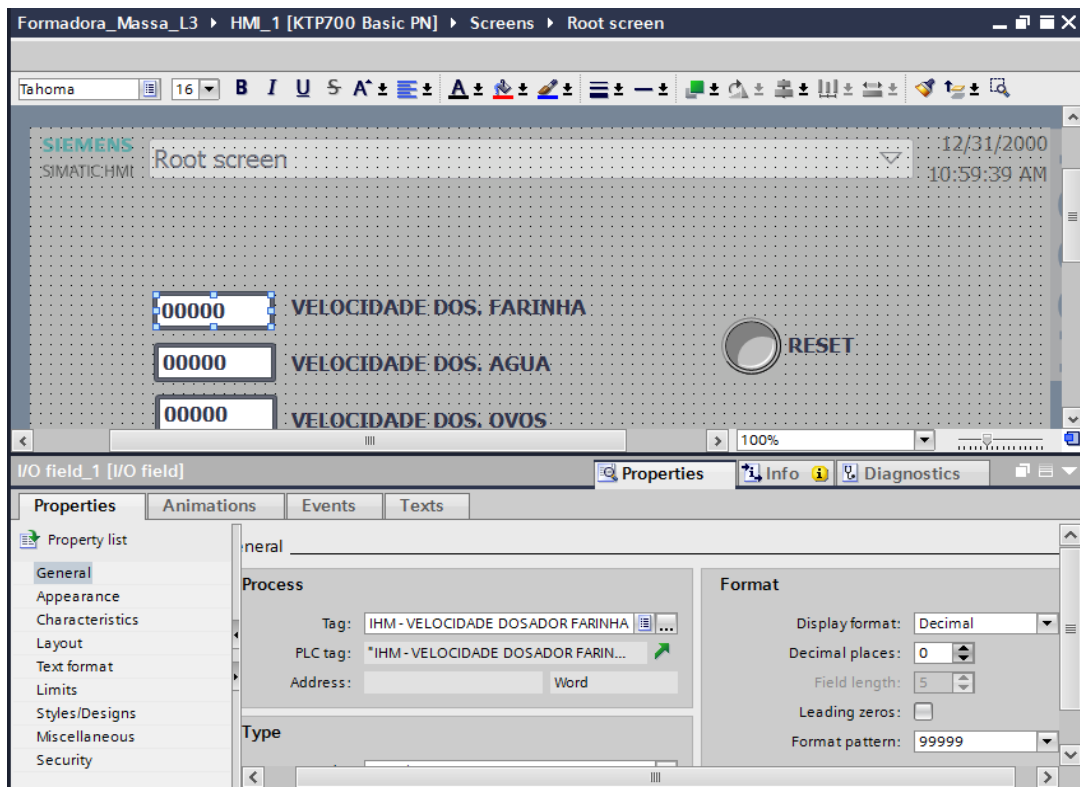 Formadora_Massa_L3 ▸ HMI_1 [KTP700 Basic PN] ▸ Screens ▸ Root screen
Tahoma 16 B I U S A A
SIEMENS
SIMATIC HMI
Root screen
12/31/2000
10:59:39 AM
00000 VELOCIDADE DOS. FARINHA
RESET
00000 VELOCIDADE DOS. AGUA
00000 VELOCIDADE DOS. OVOS
100%
I/O field_1 [I/O field]
Properties Info Diagnostics
Properties Animations Events Texts
Property list
General
Appearance
Characteristics
Layout
Text format
Limits
Styles/Designs
Miscellaneous
Security
eneral
Process
Tag: IHM - VELOCIDADE DOSADOR FARINHA ...
PLC tag: "IHM - VELOCIDADE DOSADOR FARIN...
Address: Word
Type
Format
Display format: Decimal
Decimal places: 0
Field length: 5
Leading zeros:
Format pattern: 99999